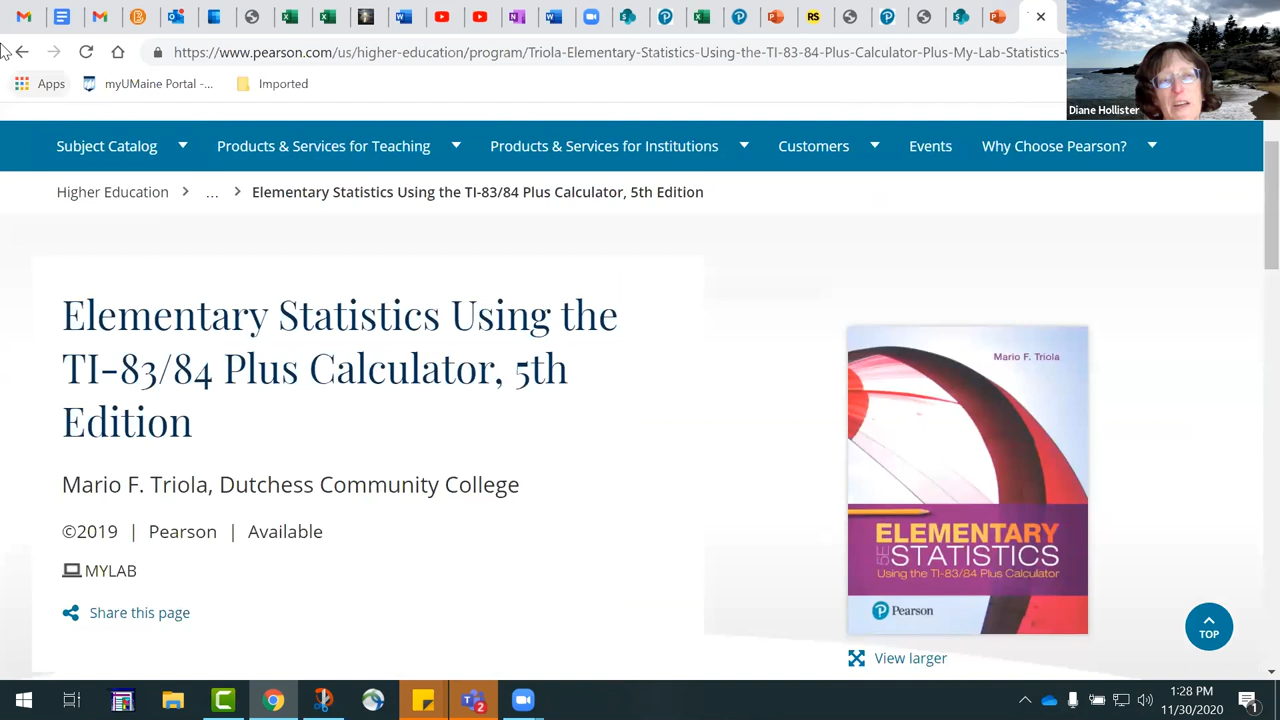 https://www.pearson.com/us/higher-education/program/Triola-Elementary-Statistics-Using-the-TI-83-84-Plus-Calculator-Plus-My-Lab-Statistics-
Apps
myUMaine Portal -...
Imported
Diane Hollister
Subject Catalog
Products & Services for Teaching
Products & Services for Institutions
Customers
Events
Why Choose Pearson?
Higher Education > ... > Elementary Statistics Using the TI-83/84 Plus Calculator, 5th Edition
Elementary Statistics Using the
TI-83/84 Plus Calculator, 5th
Edition
Mario F. Triola, Dutchess Community College
©2019 | Pearson | Available
MYLAB
Share this page
Mario F. Triola
ELEMENTARY
5E STATISTICS
Using the TI-83/84 Plus Calculator
Pearson
View larger
TOP
RS
2
1:28 PM
11/30/2020
1